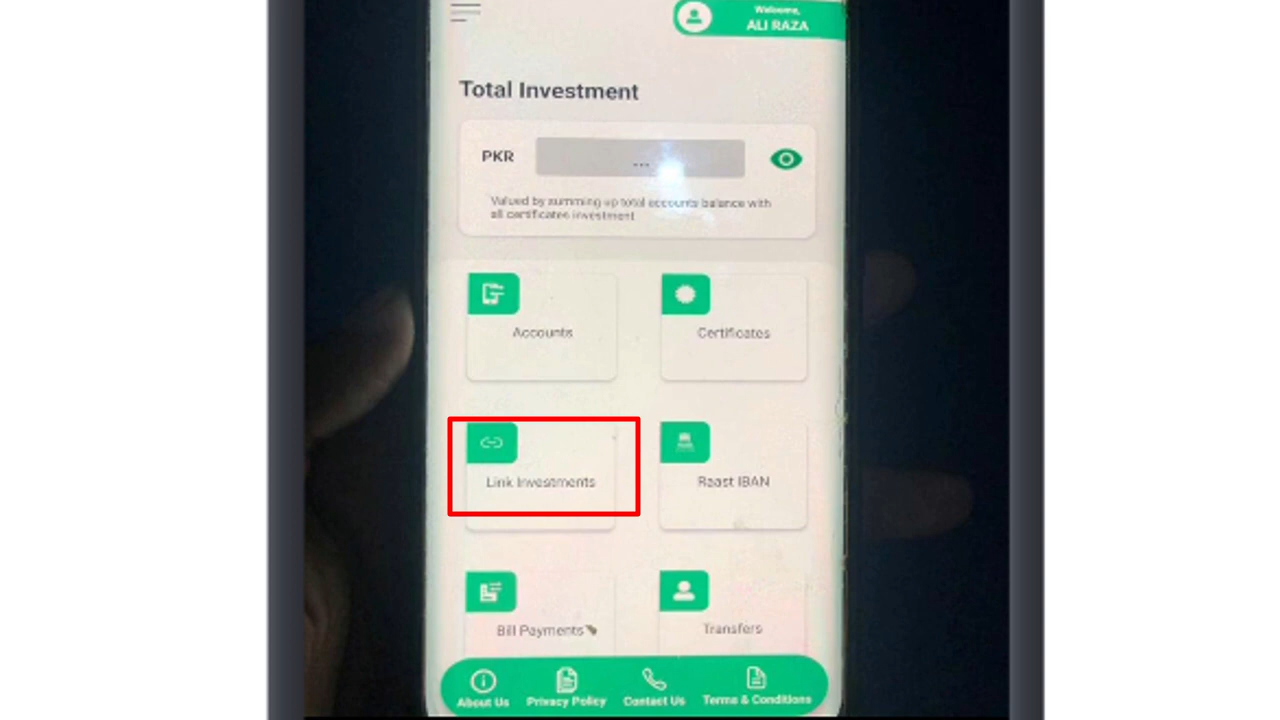 Welcome,
ALI RAZA
Total Investment
PKR
...
Valued by summing up total accounts balance with
all certificates investment
Accounts
Certificates
Link Investments
Raast IBAN
Bill Payments
Transfers
About Us
Privacy Policy
Contact Us
Terms & Conditions